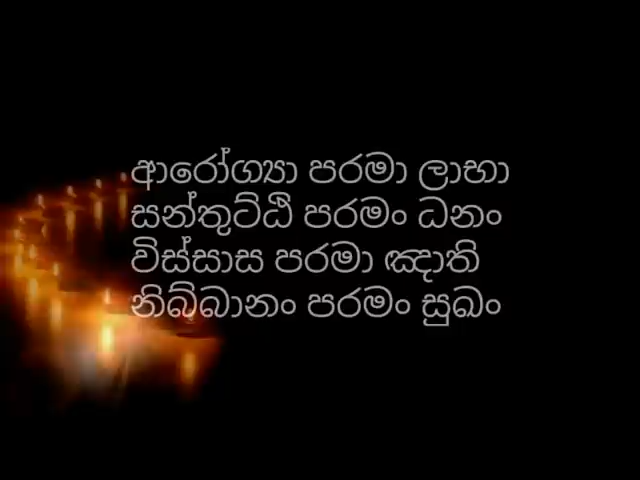 ආරෝග්‍යා පරමා ලාභා
සන්තුට්ඨි පරමං ධනං
විස්සාස පරමා ඤාති
නිබ්බානං පරමං සුඛං